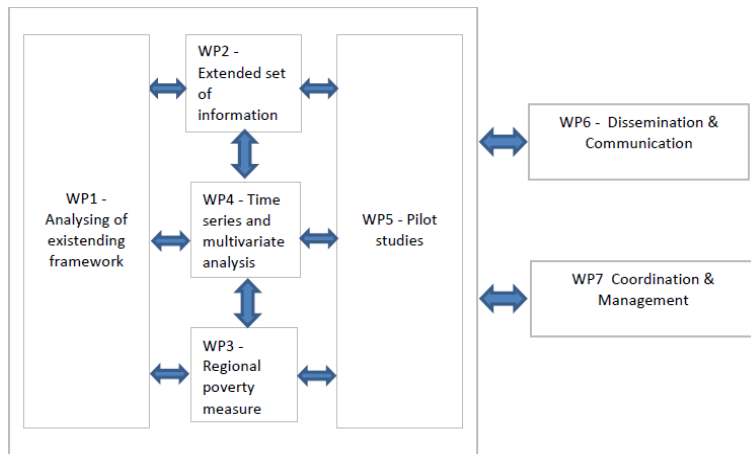 WP1 -
Analysing of
existending
framework
WP2 -
Extended set
of
information
WP4 - Time
series and
multivariate
analysis
WP3 -
Regional
poverty
measure
WP5 - Pilot
studies
WP6 - Dissemination &
Communication
WP7 Coordination &
Management